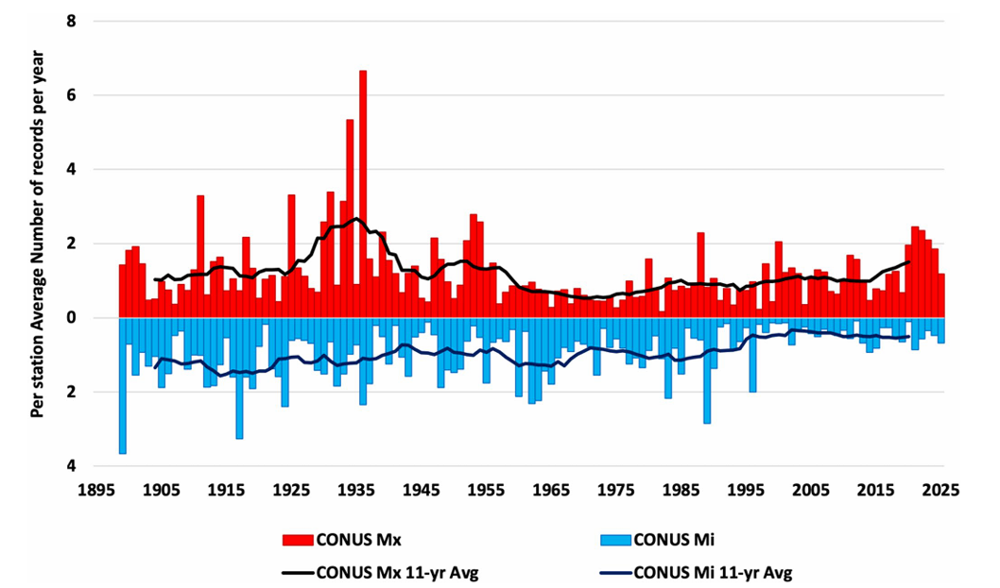 Per station Average Number of records per year
8
6
4
2
0
2
4
1895 1905 1915 1925 1935 1945 1955 1965 1975 1985 1995 2005 2015 2025
CONUS Mx CONUS Mi
CONUS Mx 11-yr Avg CONUS Mi 11-yr Avg